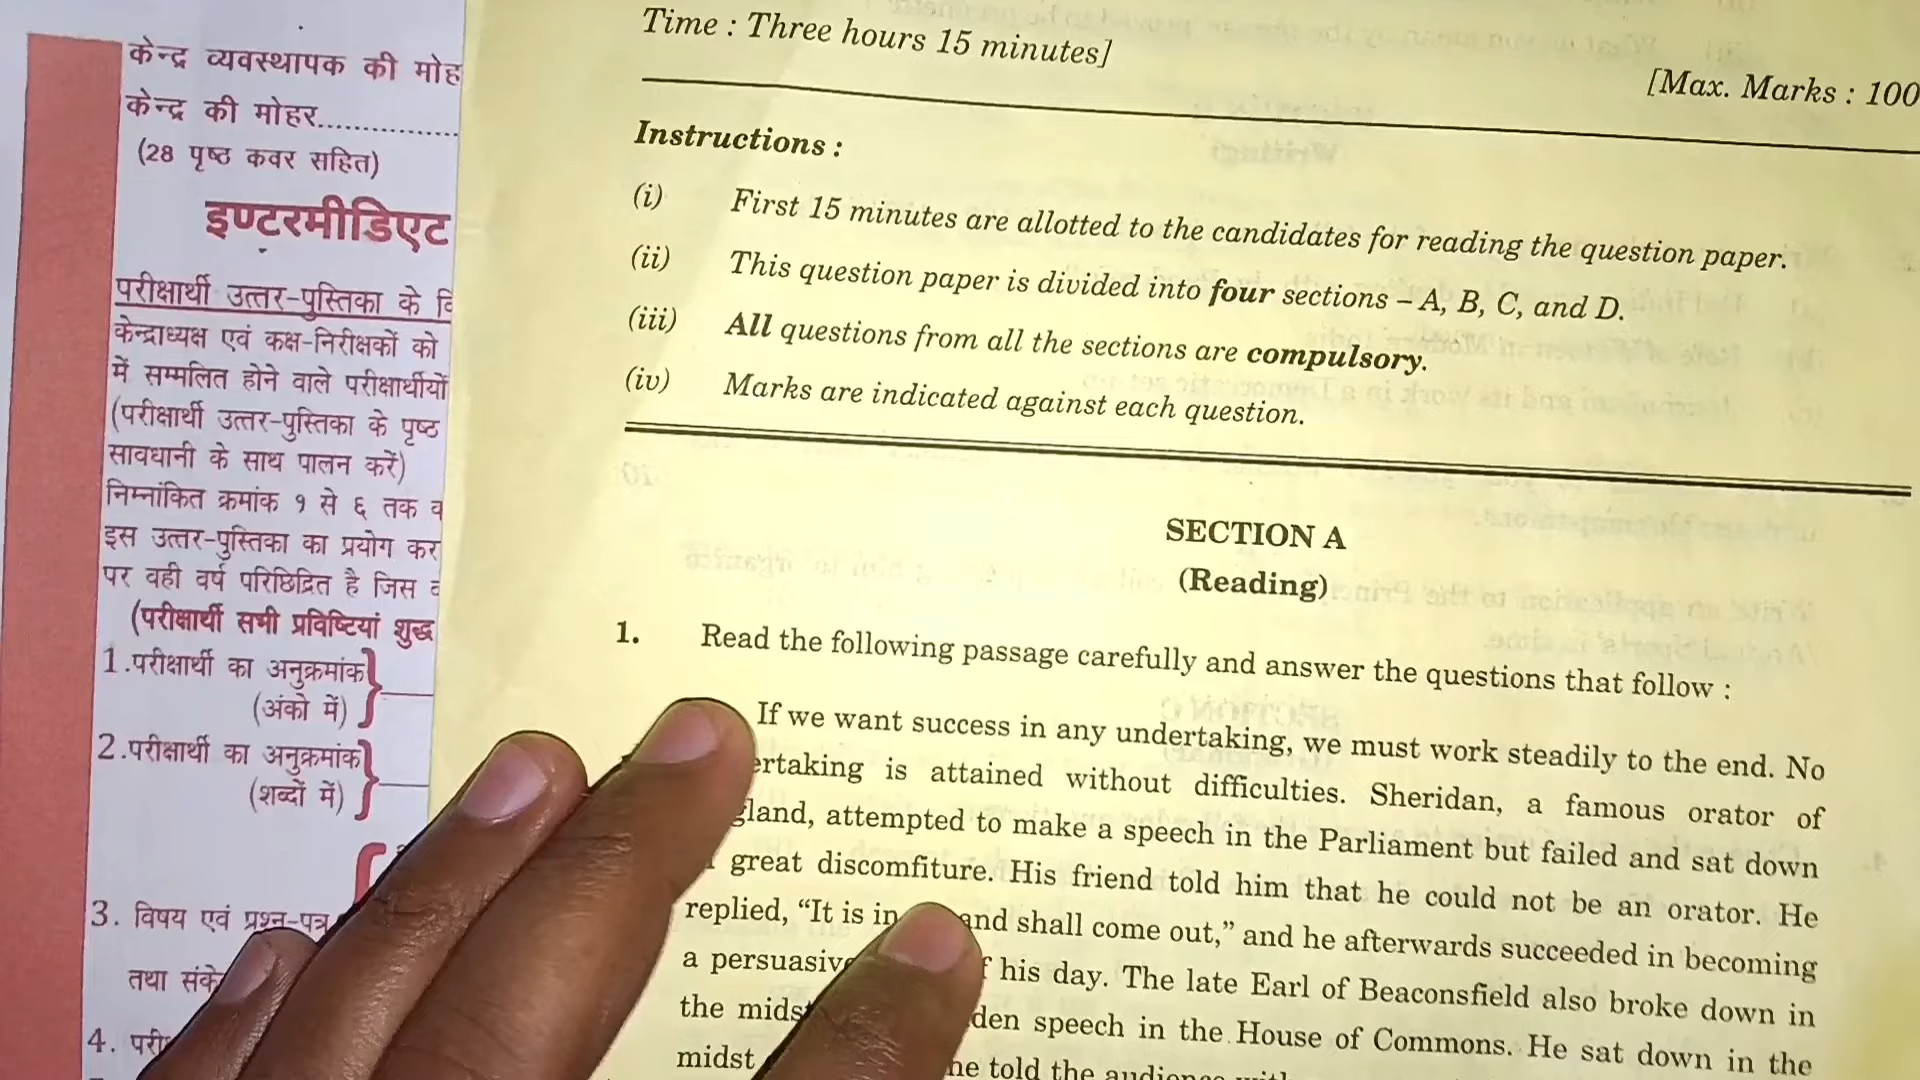 केन्द्र व्यवस्थापक की मोह
केन्द्र की मोहर..............
(28 पृष्ठ कवर सहित)
इण्टरमीडिएट
परीक्षार्थी उत्तर-पुस्तिका के
केन्द्राध्यक्ष एवं कक्ष-निरीक्षकों को
में सम्मलित होने वाले परीक्षार्थीयों
(परीक्षार्थी उत्तर-पुस्तिका के पृष्ठ
सावधानी के साथ पालन करें)
निम्नांकित क्रमांक १ से ६ तक
इस उत्तर-पुस्तिका का प्रयोग कर
पर वही वर्ष परिछिद्रित है जिस
(परीक्षार्थी सभी प्रविष्टियां शुद्ध
1.परीक्षार्थी का अनुक्रमांक
(अंको में)
2.परीक्षार्थी का अनुक्रमांक
(शब्दों में)
3. विषय एवं प्रश्न-पत्र
तथा
4.
Time : Three hours 15 minutes]
[Max. Marks : 100
Instructions :
(i) First 15 minutes are allotted to the candidates for reading the question paper.
(ii) This question paper is divided into four sections – A, B, C, and D.
(iii) All questions from all the sections are compulsory.
(iv) Marks are indicated against each question.
SECTION A
(Reading)
1. Read the following passage carefully and answer the questions that follow :
If we want success in any undertaking, we must work steadily to the end. No
ertaking is attained without difficulties. Sheridan, a famous orator of
gland, attempted to make a speech in the Parliament but failed and sat down
great discomfiture. His friend told him that he could not be an orator. He
replied, “It is in and shall come out,” and he afterwards succeeded in becoming
a persuasive f his day. The late Earl of Beaconsfield also broke down in
the mids den speech in the House of Commons. He sat down in the
midst he told the audience